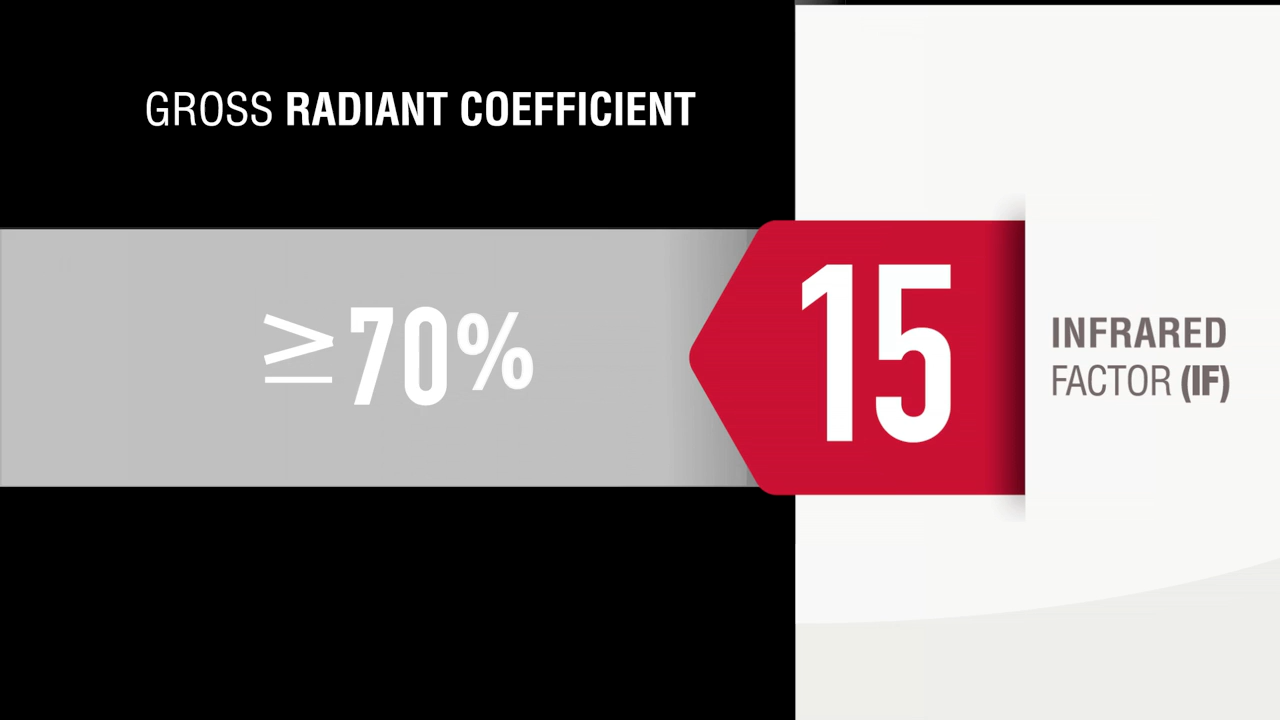 GROSS RADIANT COEFFICIENT
≥70%
15
INFRARED
FACTOR (IF)